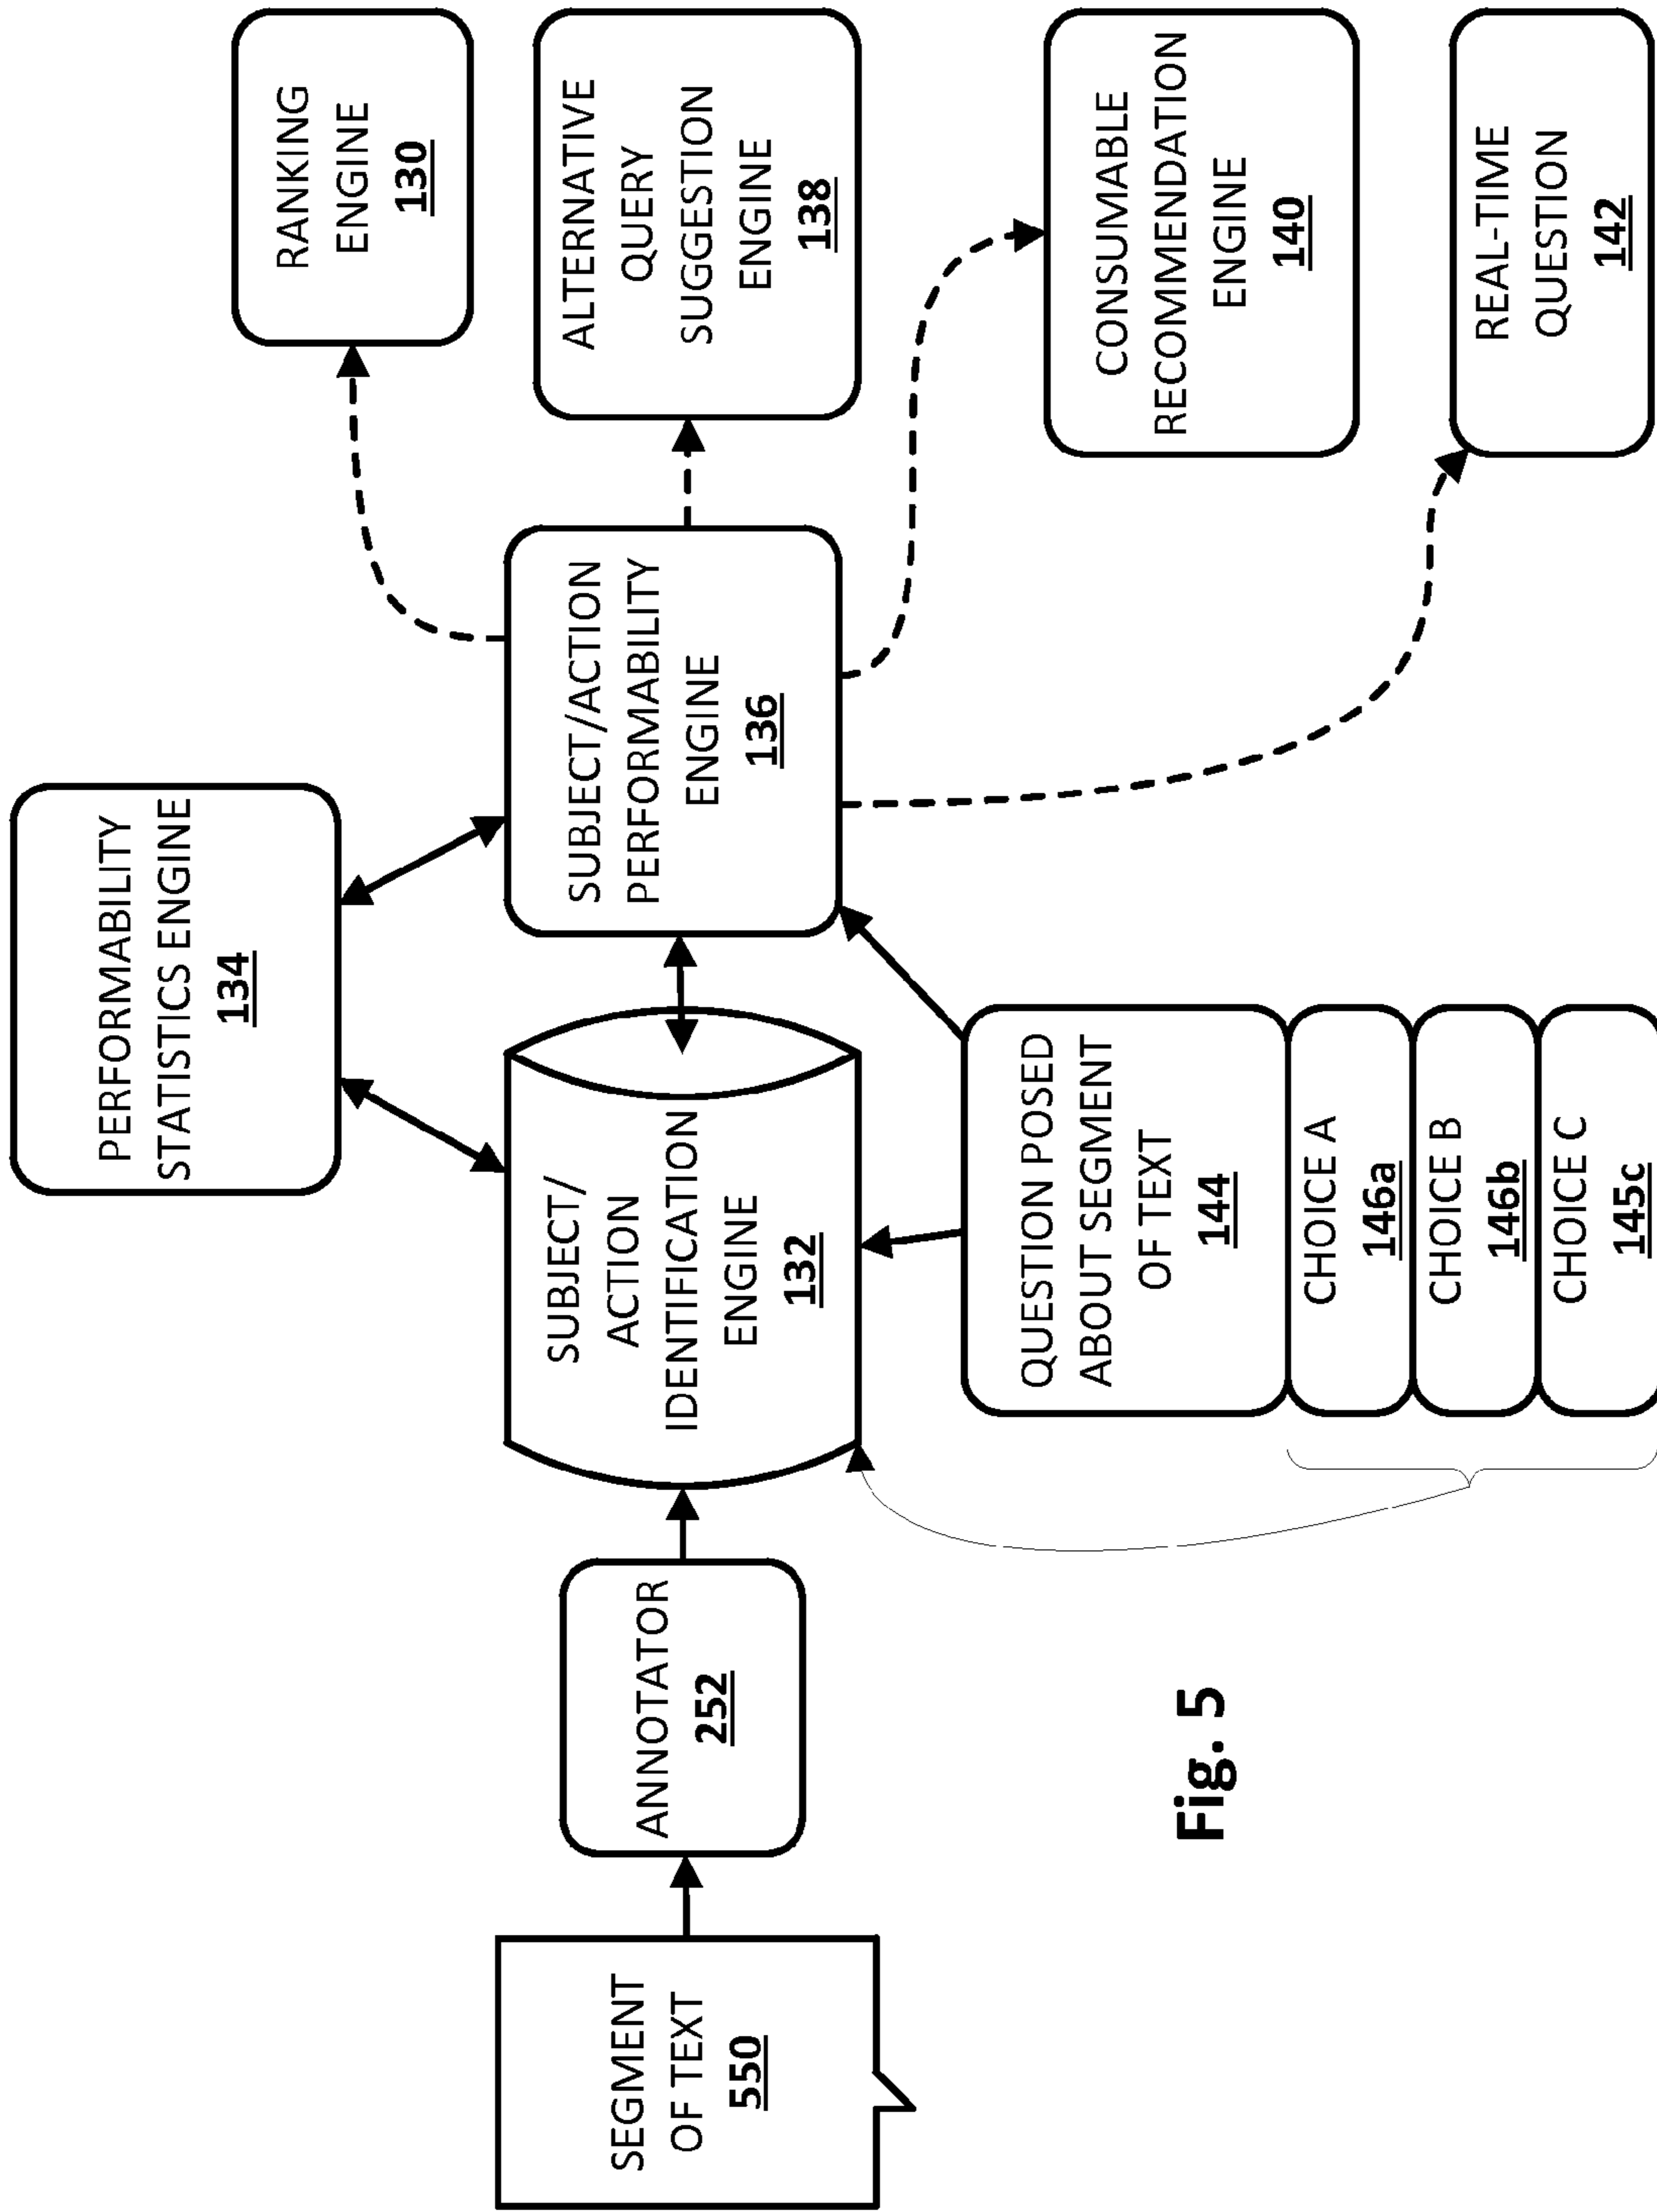 PERFORMABILITY
STATISTICS ENGINE
134
RANKING
ENGINE
130
SEGMENT
OF TEXT
550
ANNOTATOR
252
SUBJECT/
ACTION
IDENTIFICATION
ENGINE
132
SUBJECT/ACTION
PERFORMABILITY
ENGINE
136
ALTERNATIVE
QUERY
SUGGESTION
ENGINE
138
QUESTION POSED
ABOUT SEGMENT
OF TEXT
144
CHOICE A
146a
CHOICE B
146b
CHOICE C
145c
CONSUMABLE
RECOMMENDATION
ENGINE
140
REAL-TIME
QUESTION
142
Fig. 5